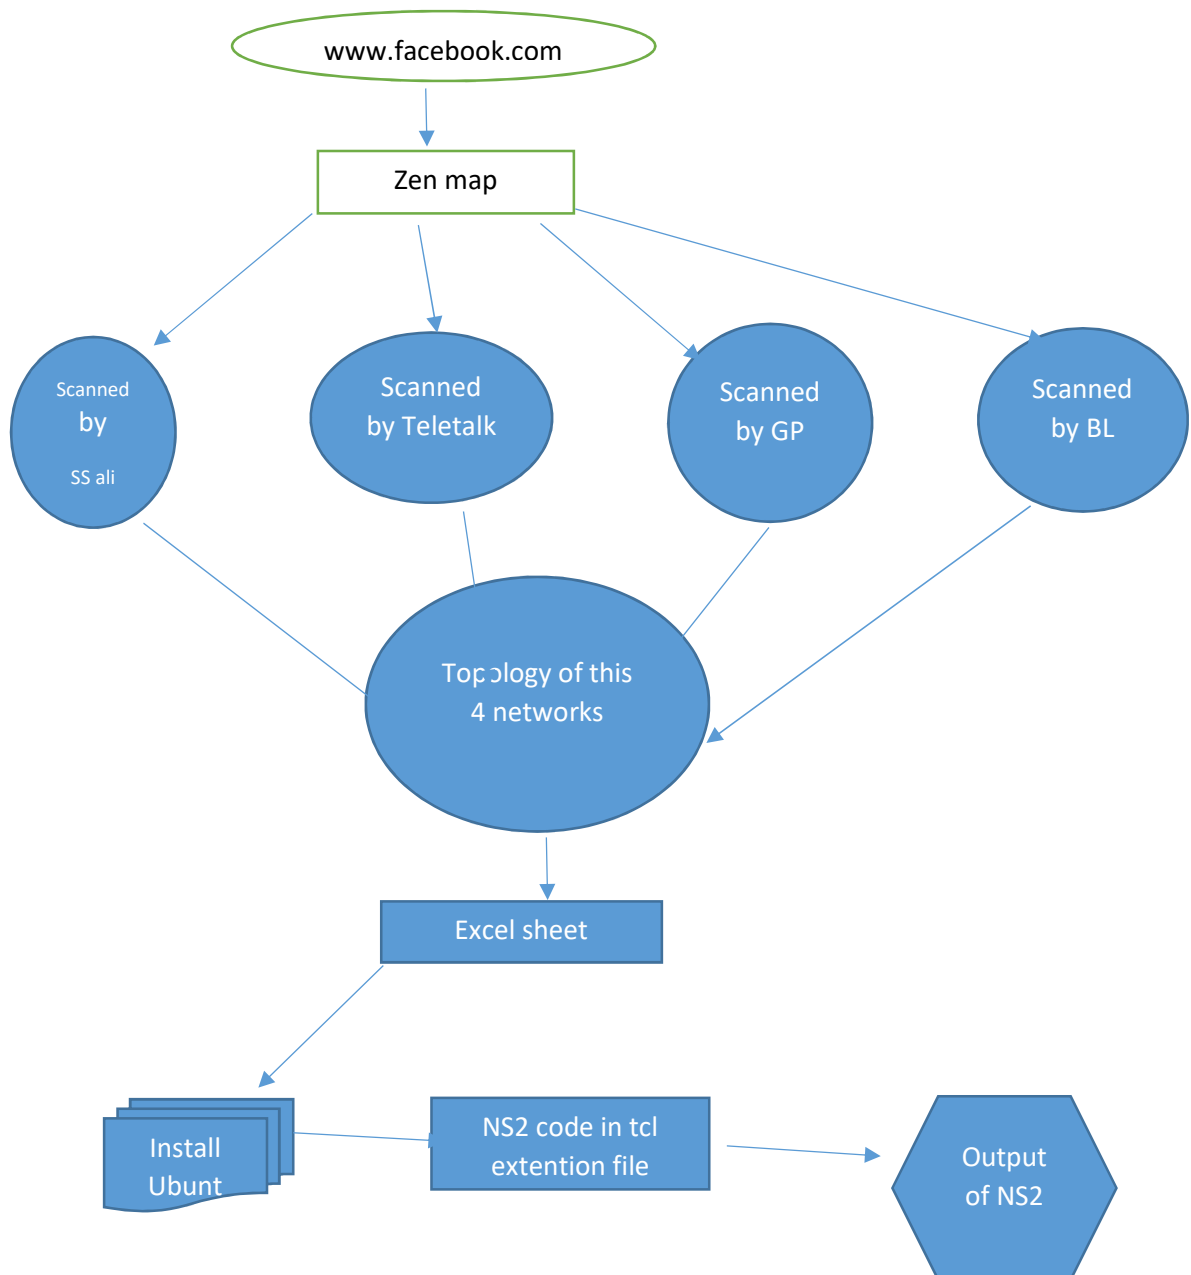 www.facebook.com
Zen map
Scanned
by
SS ali
Scanned
by Teletalk
Scanned
by GP
Scanned
by BL
Topology of this
4 networks
Excel sheet
Install
Ubunt
NS2 code in tcl
extention file
Output
of NS2